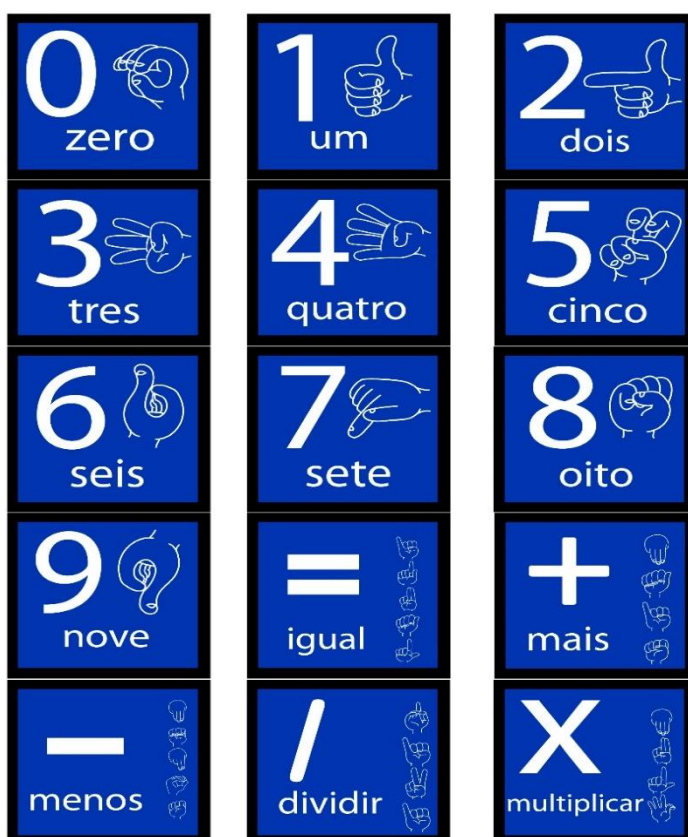 0
zero
1
um
2
dois
3
tres
4
quatro
5
cinco
6
seis
7
sete
8
oito
9
nove
=
igual
+
mais
−
menos
/
dividir
x
multiplicar